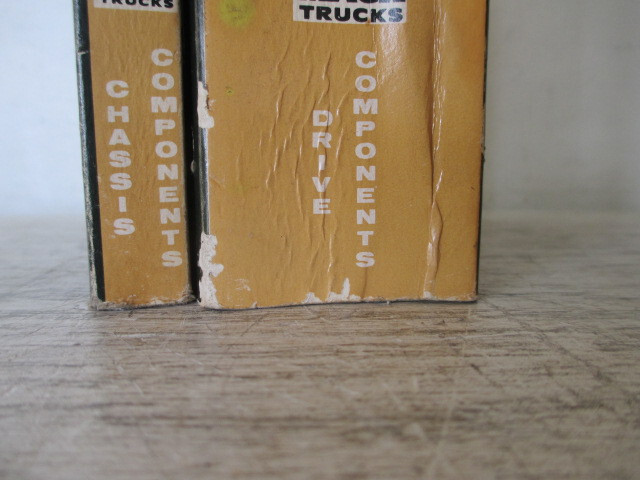 TRUCKS
CHASSIS
COMPONENTS
TRUCKS
DRIVE
COMPONENTS